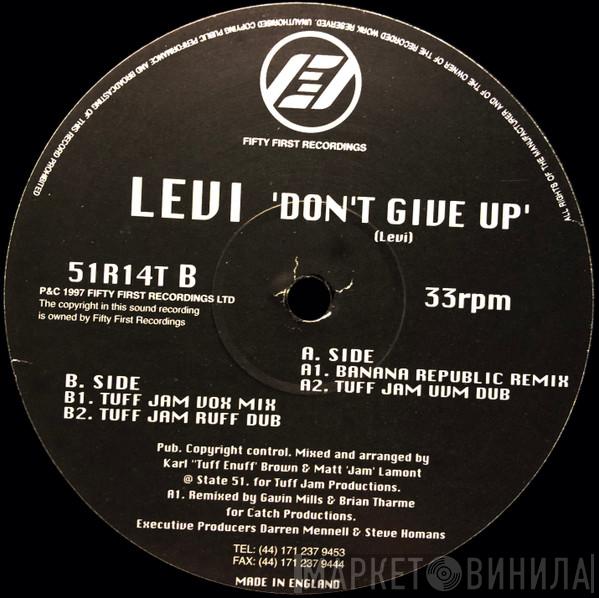 ALL RIGHTS OF THE MANUFACTURER AND OF THE OWNER OF THE RECORDED WORK RESERVED. UNAUTHORISED COPYING PUBLIC PERFORMANCE AND BROADCASTING OF THIS RECORD PROHIBITED
FIFTY FIRST RECORDINGS
LEVI 'DON'T GIVE UP'
(Levi)
51R14T B
P&C 1997 FIFTY FIRST RECORDINGS LTD
The copyright in this sound recording
is owned by Fifty First Recordings
33rpm
A. SIDE
A1. BANANA REPUBLIC REMIX
A2. TUFF JAM UVM DUB
B. SIDE
B1. TUFF JAM VOX MIX
B2. TUFF JAM RUFF DUB
Pub. Copyright control. Mixed and arranged by
Karl "Tuff Enuff' Brown & Matt 'Jam' Lamont
@ State 51. for Tuff Jam Productions.
A1. Remixed by Gavin Mills & Brian Tharme
for Catch Productions.
Executive Producers Darren Mennell & Steve Homans
TEL: (44) 171 237 9453
FAX: (44) 171 237 9444
MADE IN ENGLAND
МАРКЕТ ВИНИЛА